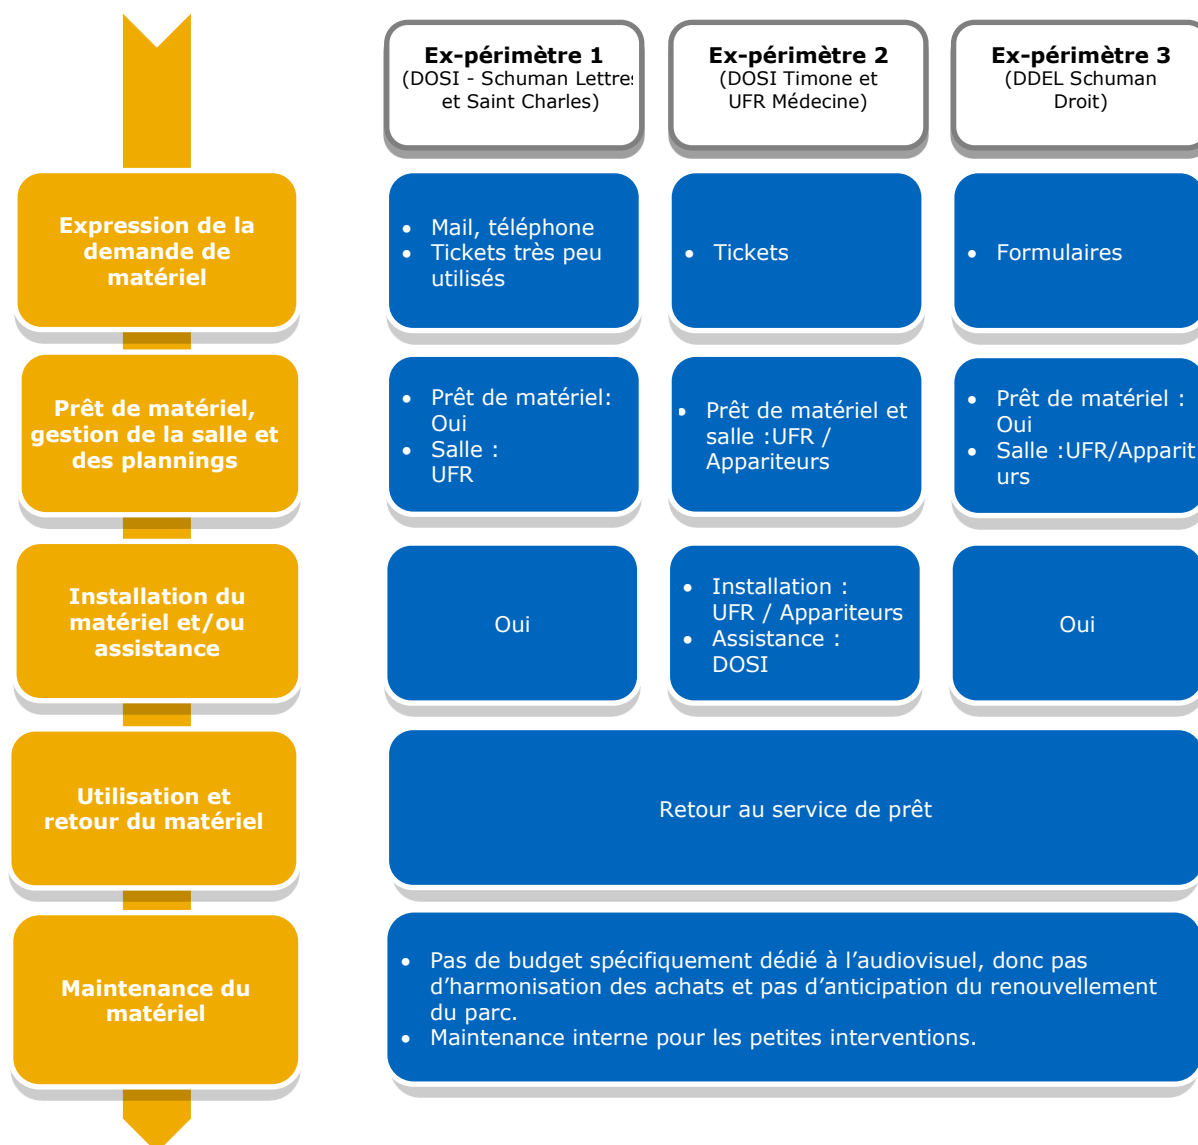 Ex-périmètre 1
(DOSI - Schuman Lettres
et Saint Charles)
Ex-périmètre 2
(DOSI Timone et
UFR Médecine)
Ex-périmètre 3
(DDEL Schuman
Droit)
Expression de la
demande de
matériel
• Mail, téléphone
• Tickets très peu
utilisés
• Tickets
• Formulaires
Prêt de matériel,
gestion de la salle et
des plannings
• Prêt de matériel:
Oui
• Salle :
UFR
• Prêt de matériel et
salle :UFR /
Appariteurs
• Prêt de matériel :
Oui
• Salle :UFR/Apparit
urs
Installation du
matériel et/ou
assistance
Oui
• Installation :
UFR / Appariteurs
• Assistance :
DOSI
Oui
Utilisation et
retour du matériel
Retour au service de prêt
Maintenance du
matériel
• Pas de budget spécifiquement dédié à l’audiovisuel, donc pas
d’harmonisation des achats et pas d’anticipation du renouvellement
du parc.
• Maintenance interne pour les petites interventions.